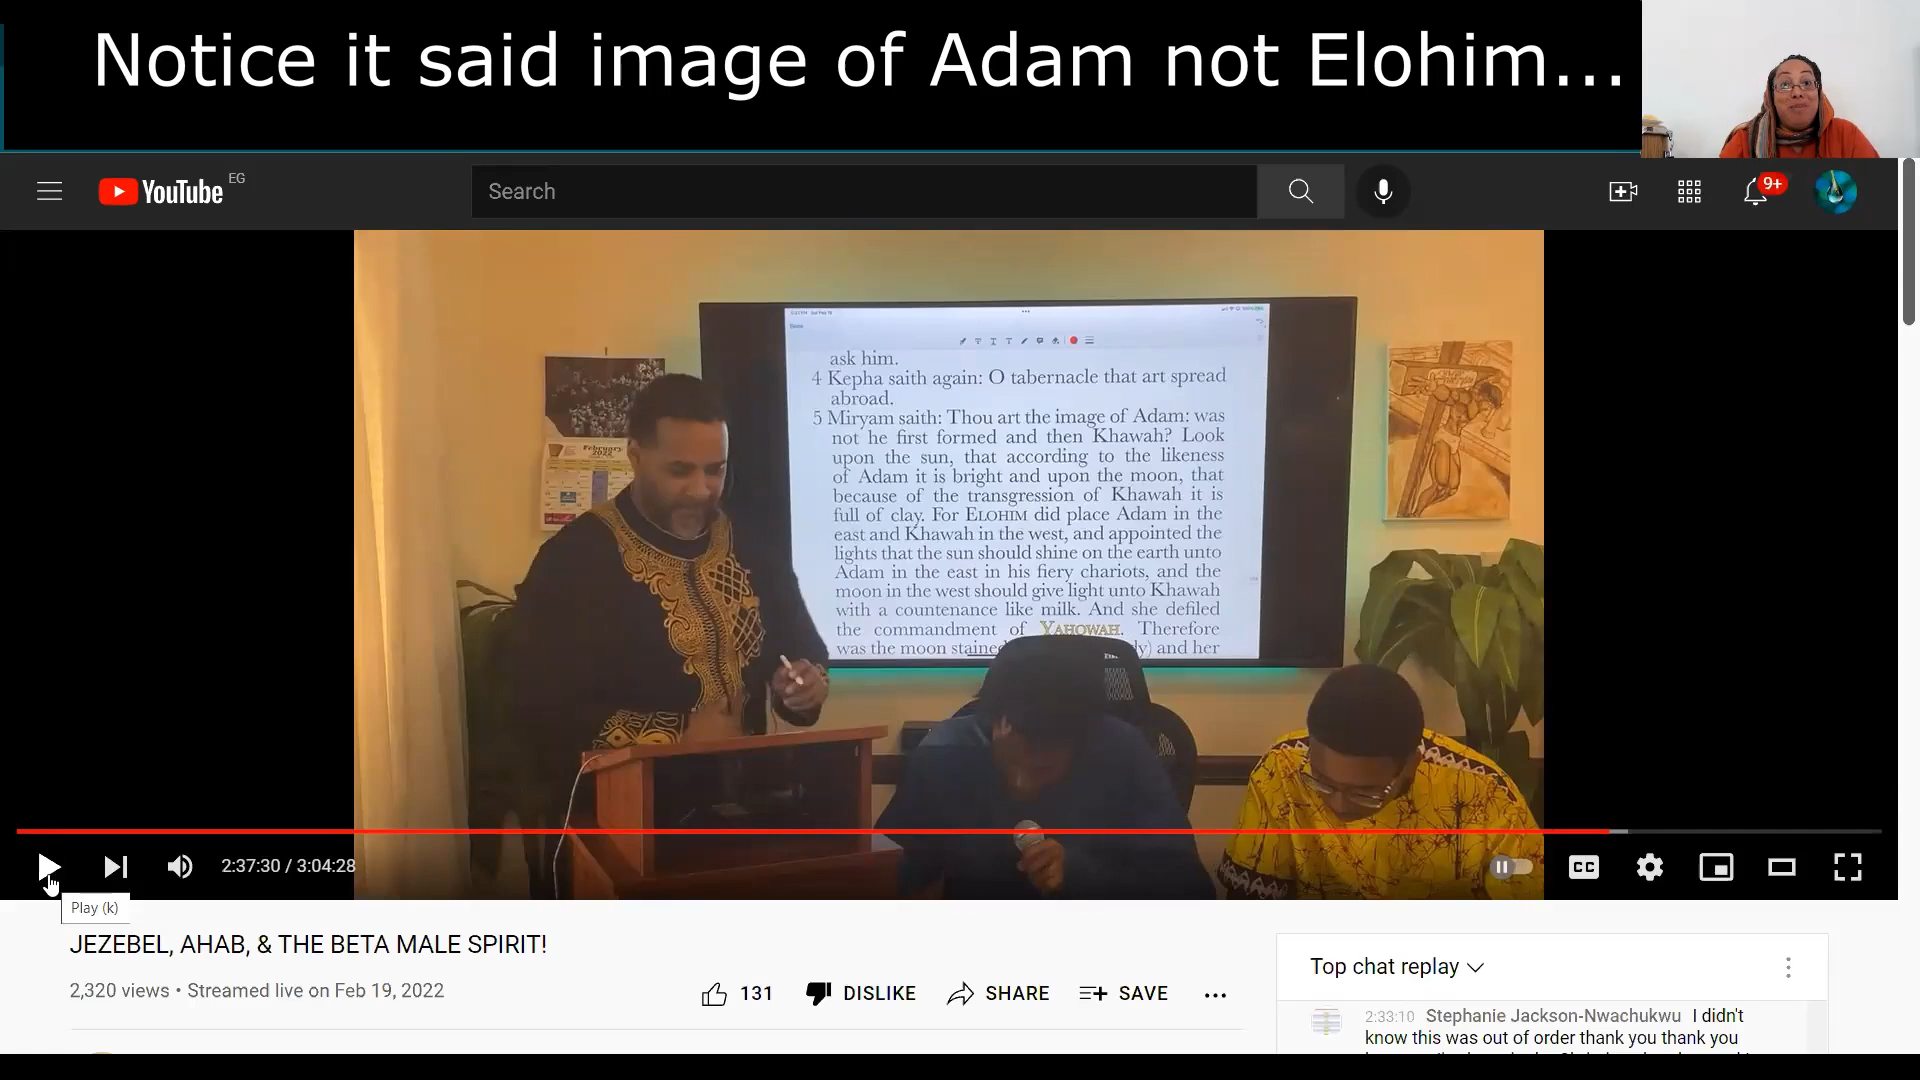 Notice it said image of Adam not Elohim...
YouTube EG
Search
9+
ask him.
4 Kepha saith again: O tabernacle that art spread
abroad.
5 Miryam saith: Thou art the image of Adam: was
not he first formed and then Khawah? Look
upon the sun, that according to the likeness
of Adam it is bright and upon the moon, that
because of the transgression of Khawah it is
full of clay. For ELOHIM did place Adam in the
east and Khawah in the west, and appointed the
lights that the sun should shine on the earth unto
Adam in the east in his fiery chariots, and the
moon in the west should give light unto Khawah
with a countenance like milk. And she defiled
the commandment of YAHOWAH. Therefore
was the moon stained
and her
February
2022
2:37:30 / 3:04:28
CC
Play (k)
JEZEBEL, AHAB, & THE BETA MALE SPIRIT!
2,320 views • Streamed live on Feb 19, 2022
131
DISLIKE
SHARE
SAVE
Top chat replay
2:33:10 Stephanie Jackson-Nwachukwu I didn't
know this was out of order thank you thank you